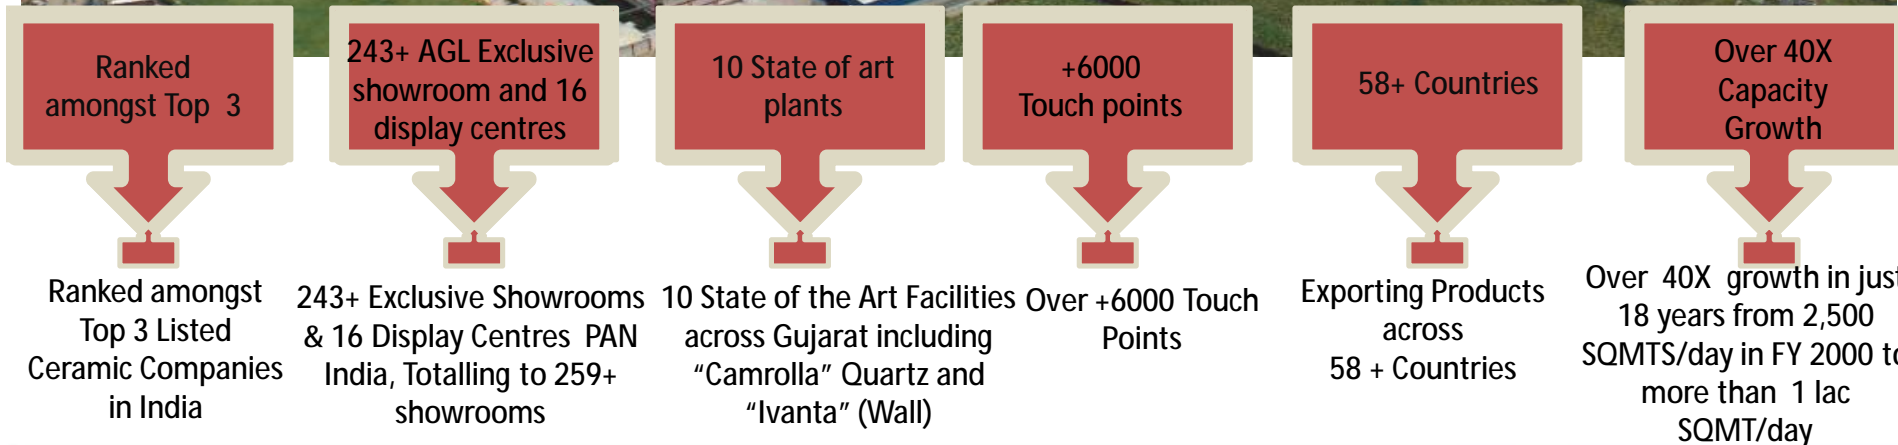 Ranked
amongst Top 3
243+ AGL Exclusive
showroom and 16
display centres
10 State of art
plants
+6000
Touch points
58+ Countries
Over 40X
Capacity
Growth
Ranked amongst
Top 3 Listed
Ceramic Companies
in India
243+ Exclusive Showrooms
& 16 Display Centres PAN
India, Totalling to 259+
showrooms
10 State of the Art Facilities
across Gujarat including
“Camrolla” Quartz and
“Ivanta” (Wall)
Over +6000 Touch
Points
Exporting Products
across
58 + Countries
Over 40X growth in just
18 years from 2,500
SQMTS/day in FY 2000 to
more than 1 lac
SQMT/day